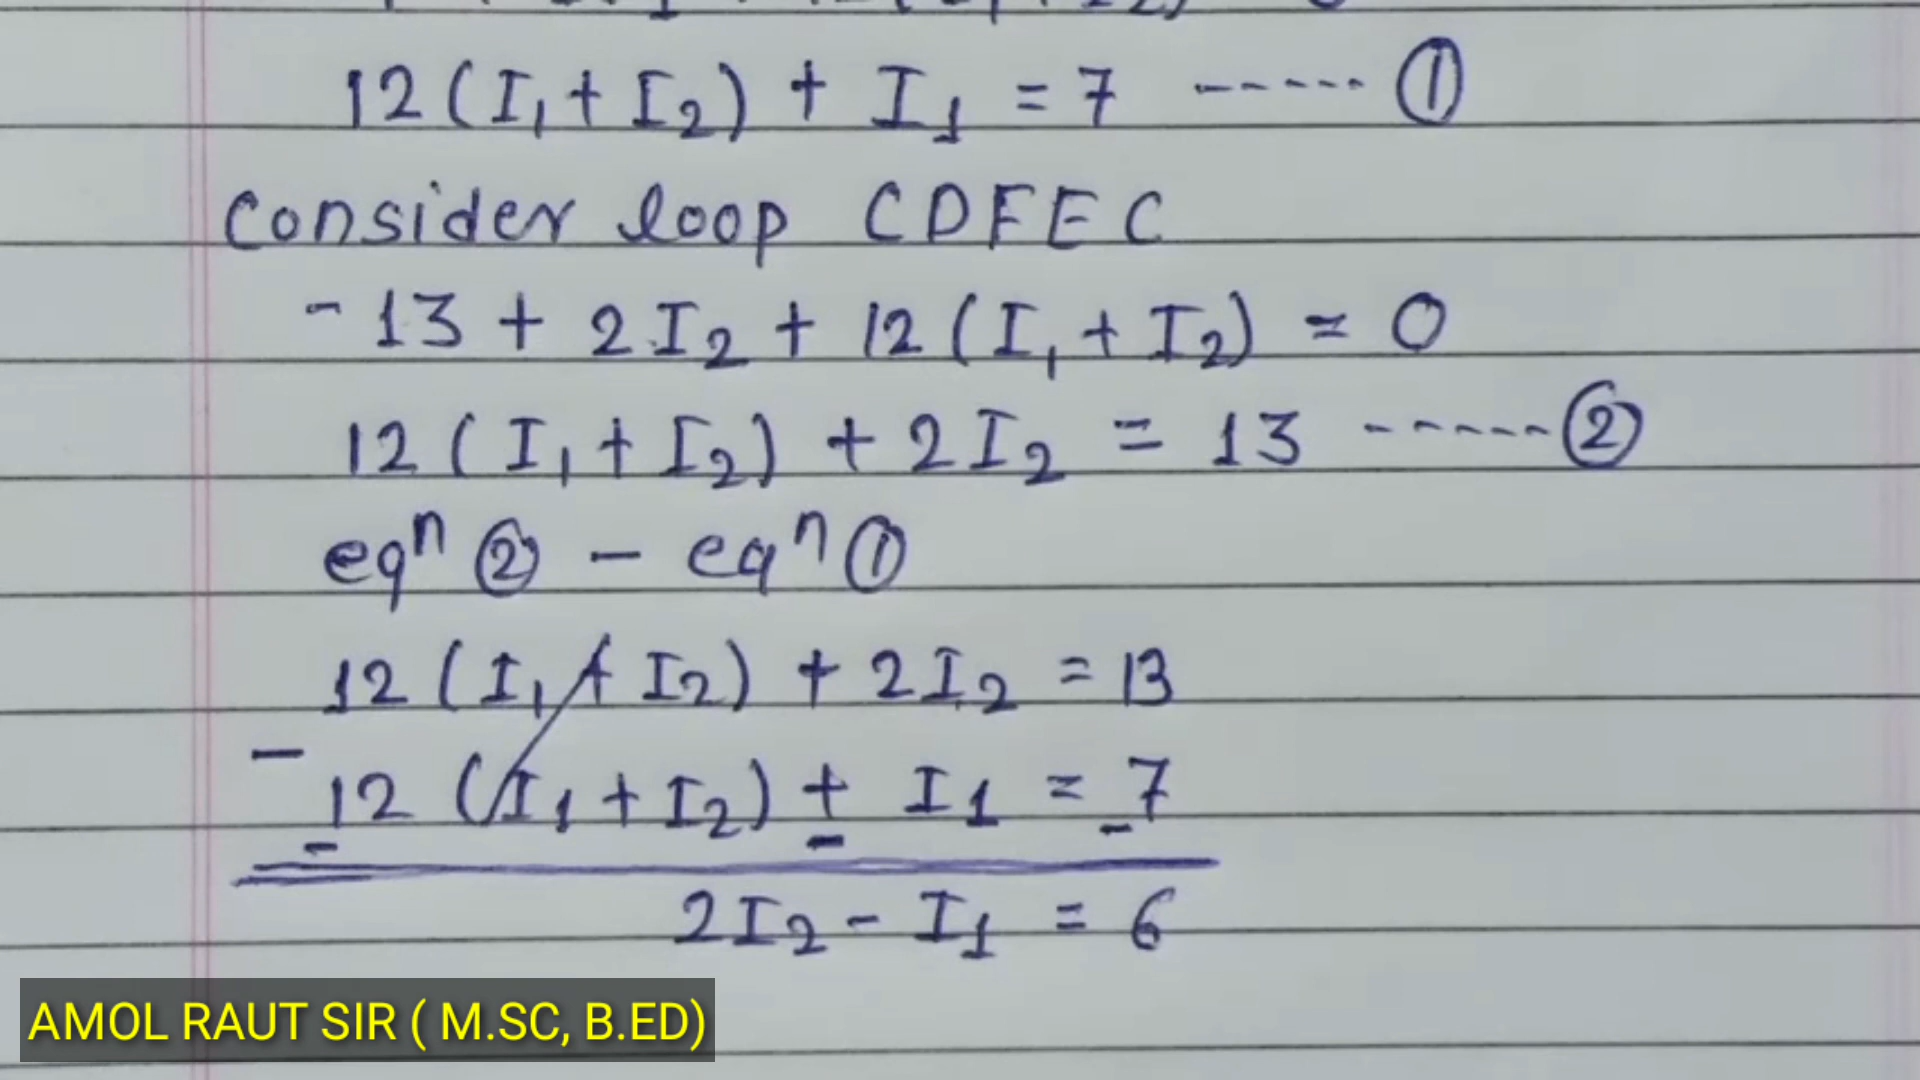 12(I₁ + I₂) + I₁ = 7 ------ ①
Consider loop CDFEC
- 13 + 2I₂ + 12(I₁ + I₂) = 0
12(I₁ + I₂) + 2I₂ = 13 ------ ②
eqⁿ ② - eqⁿ ①
12(I₁ + I₂) + 2I₂ = 13
- 12(I₁ + I₂) + I₁ = 7
- - -
2I₂ - I₁ = 6
AMOL RAUT SIR ( M.SC, B.ED)